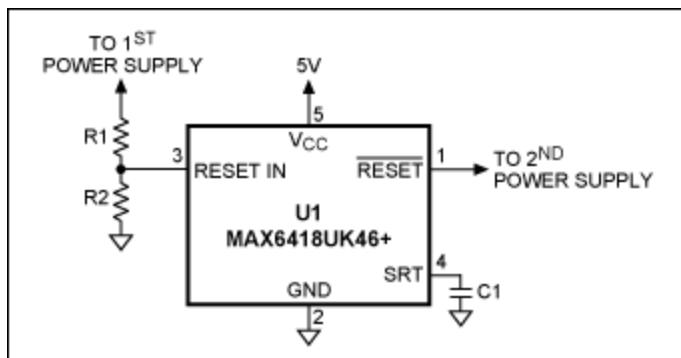 TO 1ST
POWER SUPPLY
5V
R1
5
VCC
3
RESET IN
RESET
1
TO 2ND
POWER SUPPLY
R2
U1
MAX6418UK46+
SRT
4
C1
GND
2